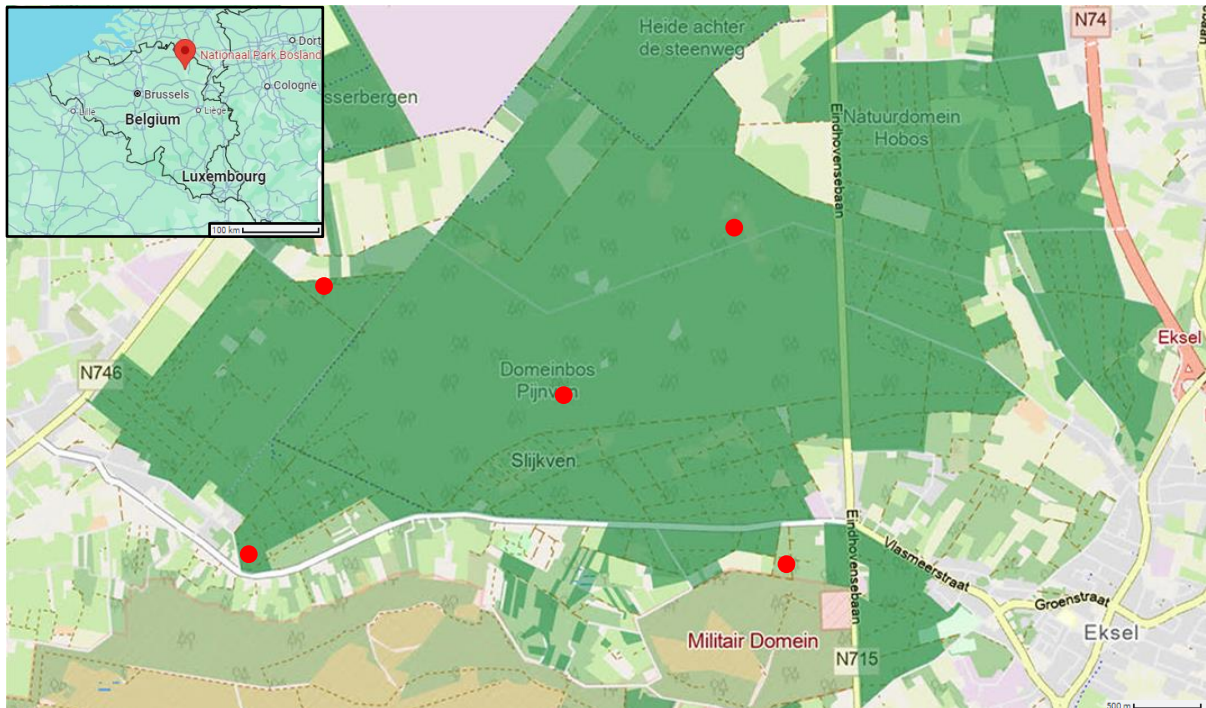 Nationaal Park Bosland
Dort
Cologne
Brussels
Lille
Liège
Belgium
Luxembourg
100 km
Heide achter
de steenweg
N74
sserbergen
Eindhovensebaan
Natuurdomein
Hobos
Eksel
N746
Domeinbos
Pijnven
Slijkven
Eindhovensebaan
Vlasmeerstraat
Groenstraat
Eksel
Militair Domein
N715
500 m